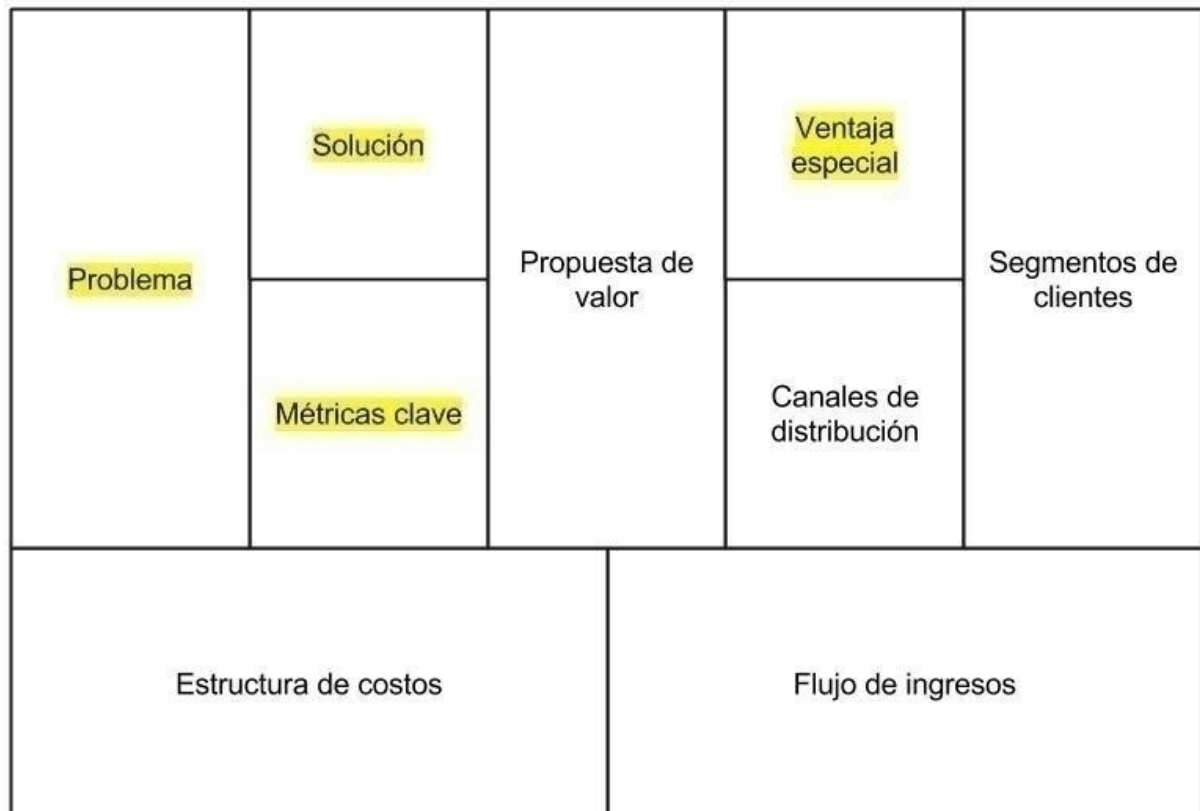 Problema
Solución
Métricas clave
Propuesta de
valor
Ventaja
especial
Canales de
distribución
Segmentos de
clientes
Estructura de costos
Flujo de ingresos